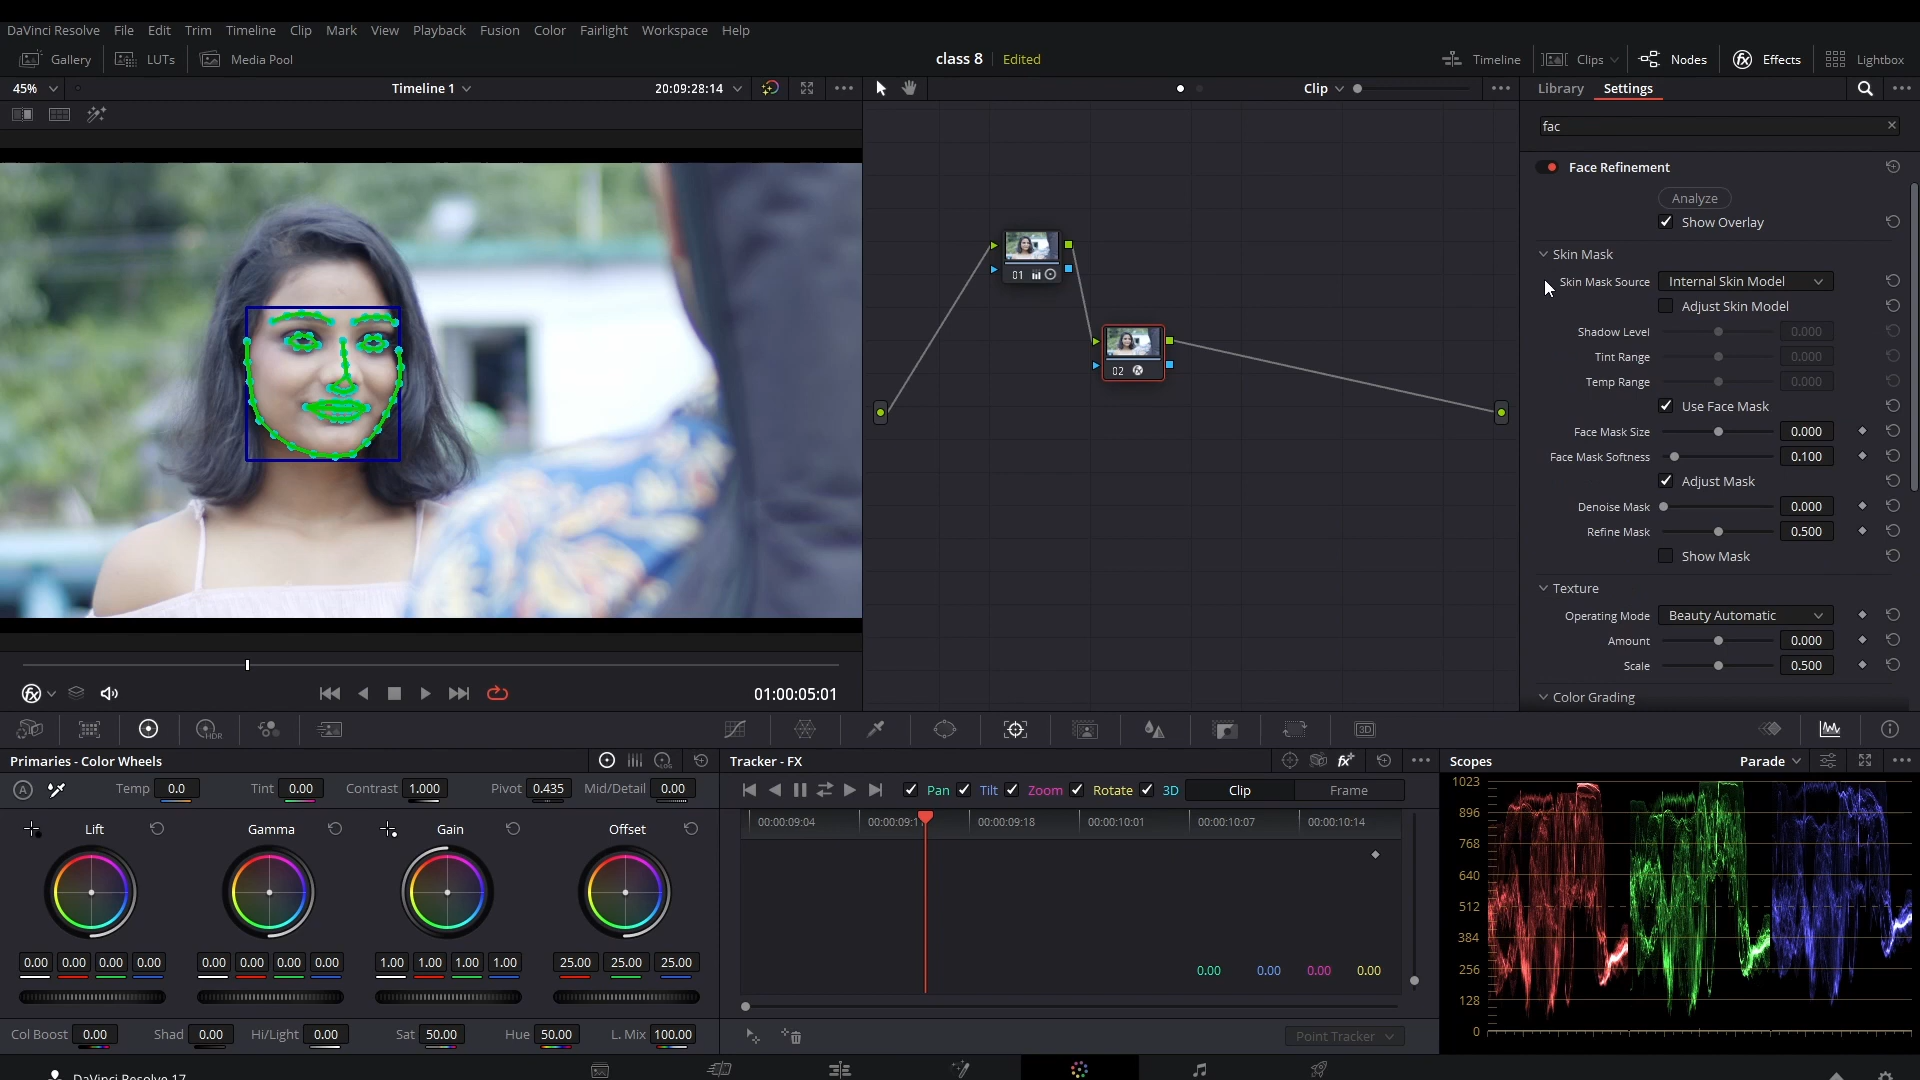 DaVinci Resolve File Edit Trim Timeline Clip Mark View Playback Fusion Color Fairlight Workspace Help
Gallery LUTs Media Pool class 8 Edited Timeline Clips Nodes Effects Lightbox
45% Timeline 1 20:09:28:14 Clip Library Settings
fac
Face Refinement
Analyze
Show Overlay
Skin Mask
Skin Mask Source Internal Skin Model
Adjust Skin Model
Shadow Level 0.000
Tint Range 0.000
Temp Range 0.000
Use Face Mask
Face Mask Size 0.000
Face Mask Softness 0.100
Adjust Mask
Denoise Mask 0.000
Refine Mask 0.500
Show Mask
Texture
Operating Mode Beauty Automatic
Amount 0.000
Scale 0.500
Color Grading
01
02
01:00:05:01
HDR
3D
Primaries - Color Wheels LOG
Temp 0.0 Tint 0.00 Contrast 1.000 Pivot 0.435 Mid/Detail 0.00
Lift Gamma Gain Offset
0.00 0.00 0.00 0.00 0.00 0.00 0.00 0.00 1.00 1.00 1.00 1.00 25.00 25.00 25.00
Col Boost 0.00 Shad 0.00 Hi/Light 0.00 Sat 50.00 Hue 50.00 L. Mix 100.00
Tracker - FX
Pan Tilt Zoom Rotate 3D Clip Frame
00:00:09:04 00:00:09:11 00:00:09:18 00:00:10:01 00:00:10:07 00:00:10:14
0.00 0.00 0.00 0.00
Point Tracker
Scopes Parade
1023
896
768
640
512
384
256
128
0
DaVinci Resolve 17